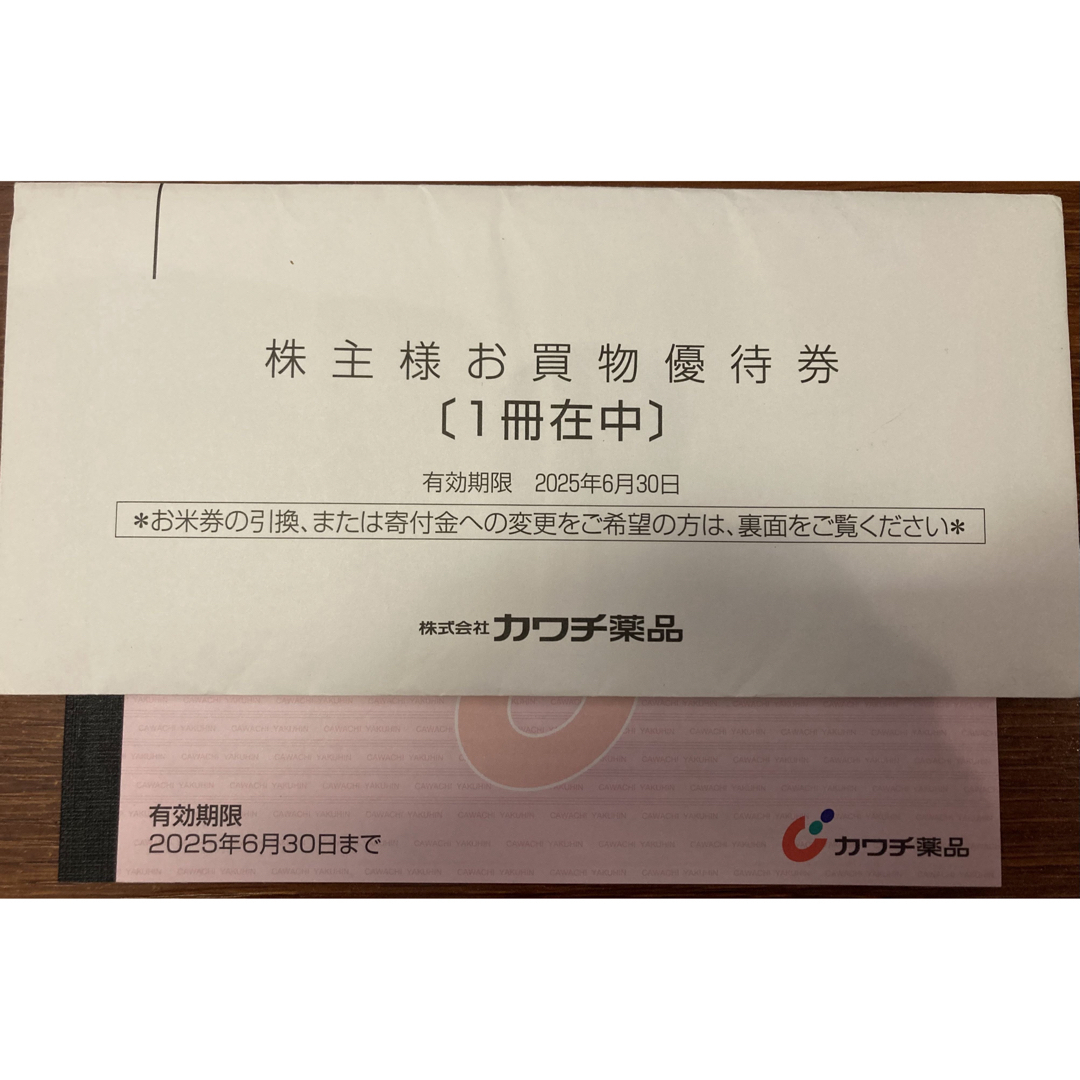 株主様お買物優待券
〔1冊在中〕
有効期限 2025年6月30日
*お米券の引換、または寄付金への変更をご希望の方は、裏面をご覧ください*
株式会社カワチ薬品
有効期限
2025年6月30日まで
カワチ薬品